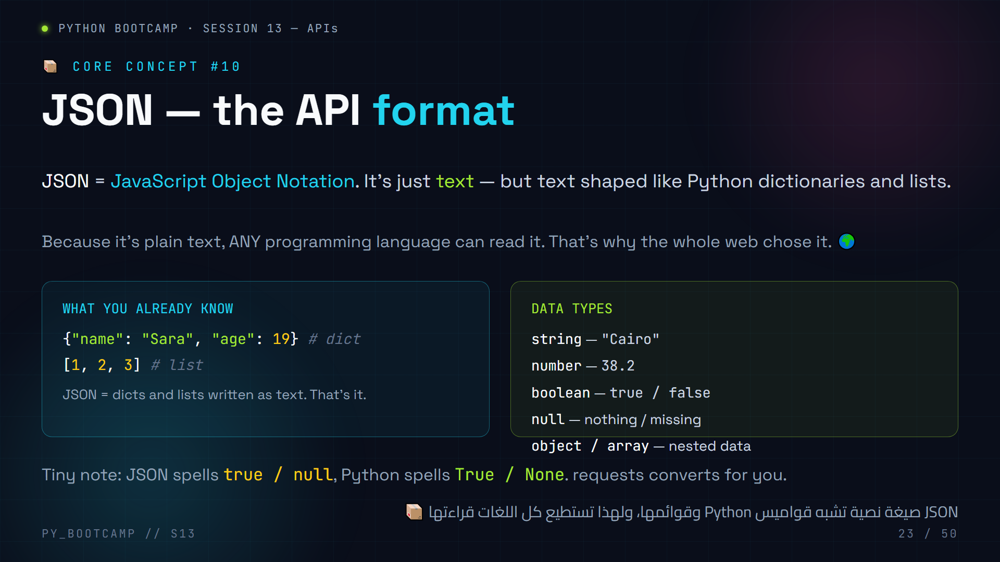 PYTHON BOOTCAMP · SESSION 13 — APIs
📦 CORE CONCEPT #10
JSON — the API format
JSON = JavaScript Object Notation. It's just text — but text shaped like Python dictionaries and lists.
Because it's plain text, ANY programming language can read it. That's why the whole web chose it. 🌍
WHAT YOU ALREADY KNOW
{"name": "Sara", "age": 19} # dict
[1, 2, 3] # list
JSON = dicts and lists written as text. That's it.
DATA TYPES
string — "Cairo"
number — 38.2
boolean — true / false
null — nothing / missing
object / array — nested data
Tiny note: JSON spells true / null, Python spells True / None. requests converts for you.
JSON صيغة نصية تشبه قواميس Python وقوائمها، ولهذا تستطيع كل اللغات قراءتها 📦
PY_BOOTCAMP // S13
23 / 50